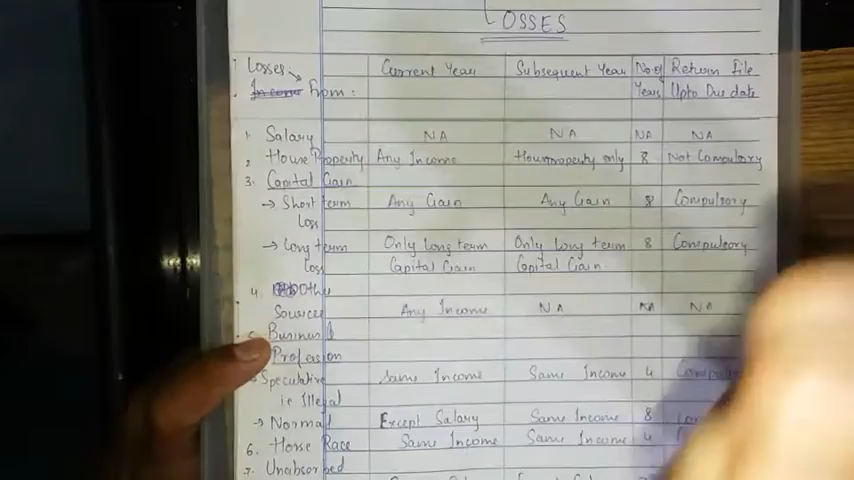 LOSSES
Losses Current Year Subsequent Year No of Return File
Income from: Years Upto Due date
1. Salary NA NA NA NA
2. House Property Any Income House Property only 8 Not Compulsory
3. Capital Gain
→ Short term Any Gain Any Gain 8 Compulsory
Loss
→ Long term Only Long term Only Long term 8 Compulsory
Loss Capital Gain Capital Gain
4. Other
Sources Any Income NA NA NA
Business &
Profession
Speculative Same Income Same Income 4
ie Illegal
→ Normal Except Salary Same Income 8
6. Horse Race Same Income Same Income 4
7. Unabsorbed